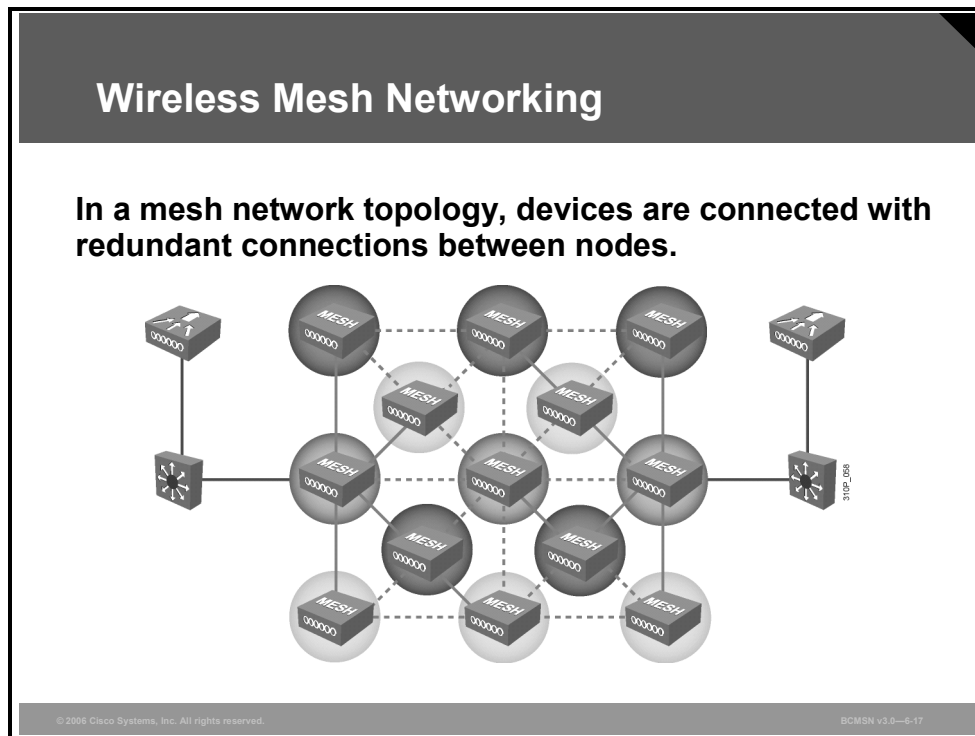 Wireless Mesh Networking
In a mesh network topology, devices are connected with
redundant connections between nodes.
MESH
MESH
MESH
MESH
MESH
MESH
MESH
MESH
MESH
MESH
MESH
MESH
MESH
310P_058
© 2006 Cisco Systems, Inc. All rights reserved.
BCMSN v3.0—6-17